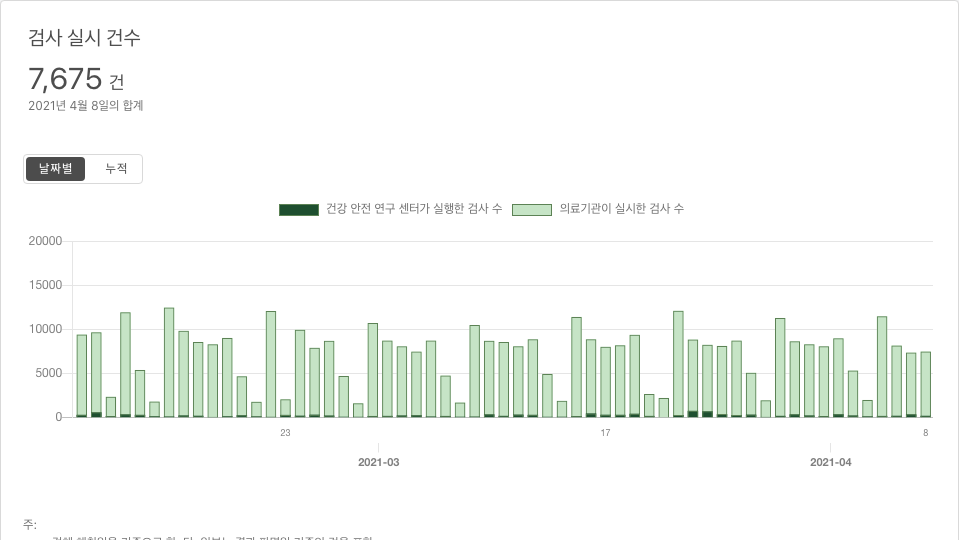 검사 실시 건수
7,675 건
2021년 4월 8일의 합계
날짜별 누적
건강 안전 연구 센터가 실행한 검사 수 의료기관이 실시한 검사 수
20000
15000
10000
5000
0
23 17 8
2021-03 2021-04
주: